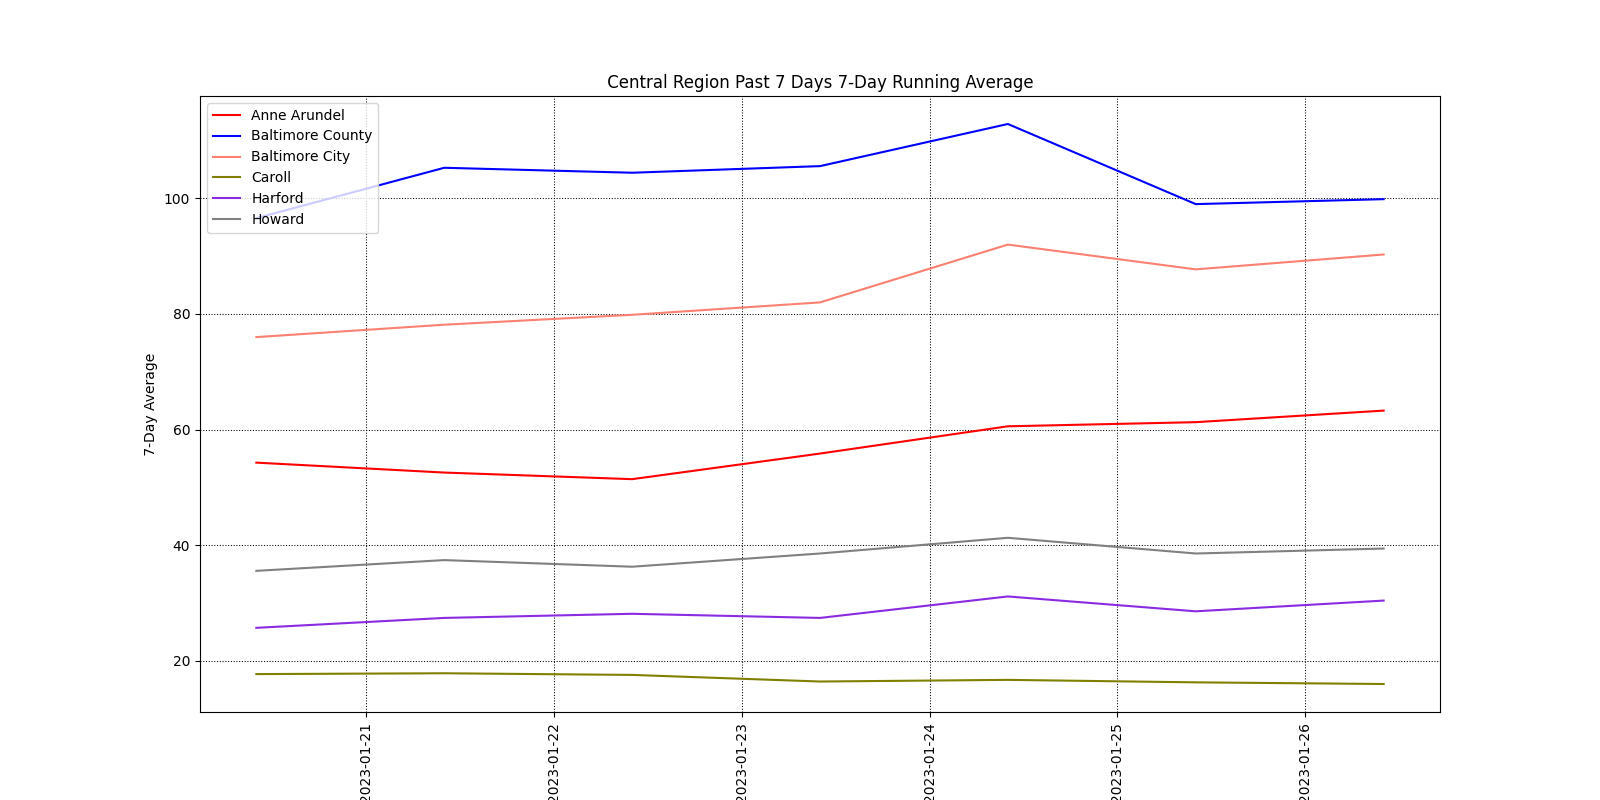 Central Region Past 7 Days 7-Day Running Average
Anne Arundel
Baltimore County
Baltimore City
Caroll
Harford
Howard
7-Day Average
100
80
60
40
20
2023-01-21
2023-01-22
2023-01-23
2023-01-24
2023-01-25
2023-01-26